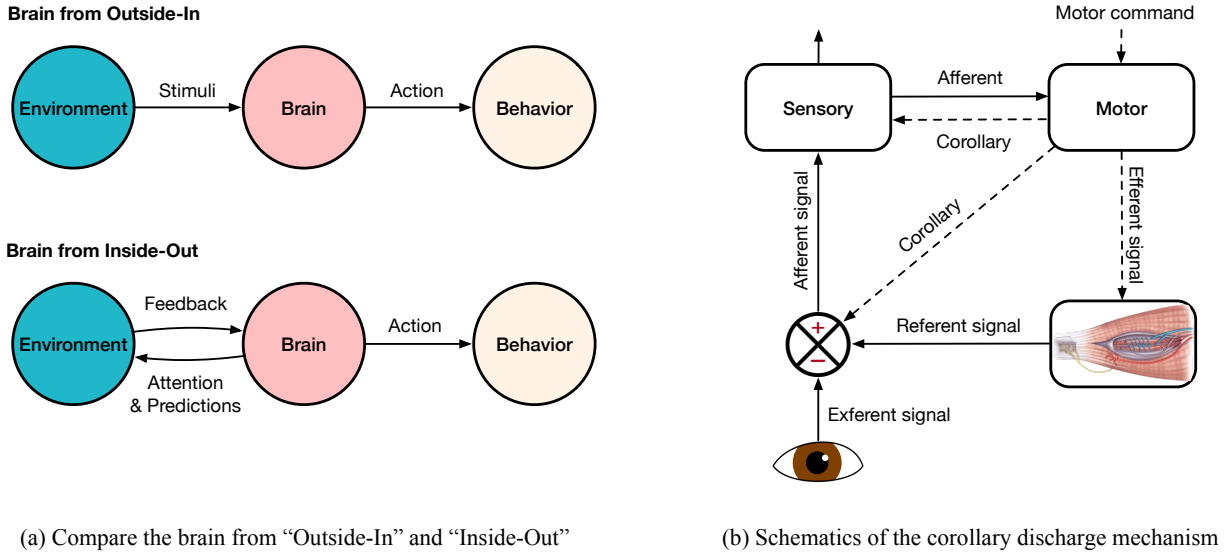 Brain from Outside-In
Environment
Stimuli
Brain
Action
Behavior
Brain from Inside-Out
Environment
Feedback
Attention
& Predictions
Brain
Action
Behavior
(a) Compare the brain from “Outside-In” and “Inside-Out”
Motor command
Sensory
Afferent
Corollary
Motor
Afferent signal
Corollary
Efferent signal
+
−
Referent signal
Exferent signal
(b) Schematics of the corollary discharge mechanism